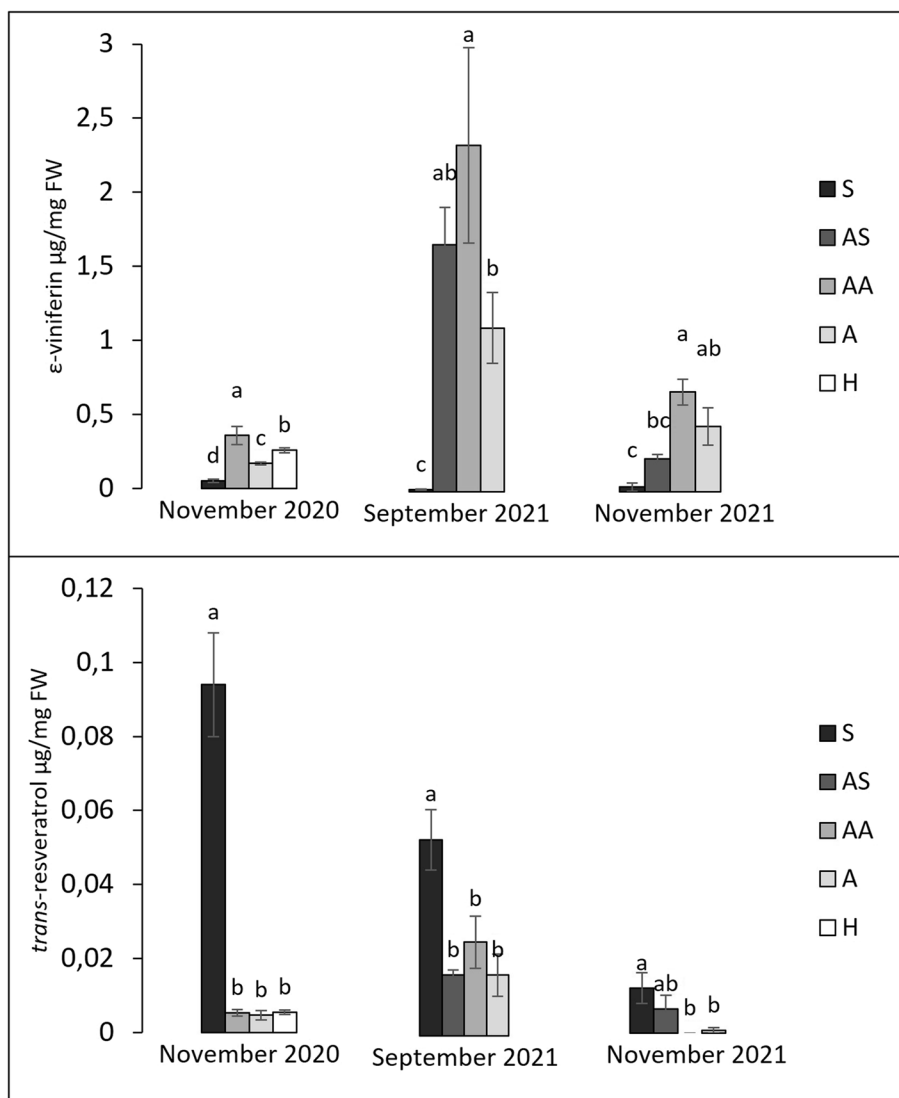 3
2,5
2
1,5
1
0,5
0
ε-viniferin µg/mg FW
d
a
c
b
c
ab
a
b
c
bc
a
ab
November 2020
September 2021
November 2021
S
AS
AA
A
H
0,12
0,1
0,08
0,06
0,04
0,02
0
trans-resveratrol µg/mg FW
a
b
b
b
a
b
b
b
a
ab
b
b
November 2020
September 2021
November 2021
S
AS
AA
A
H